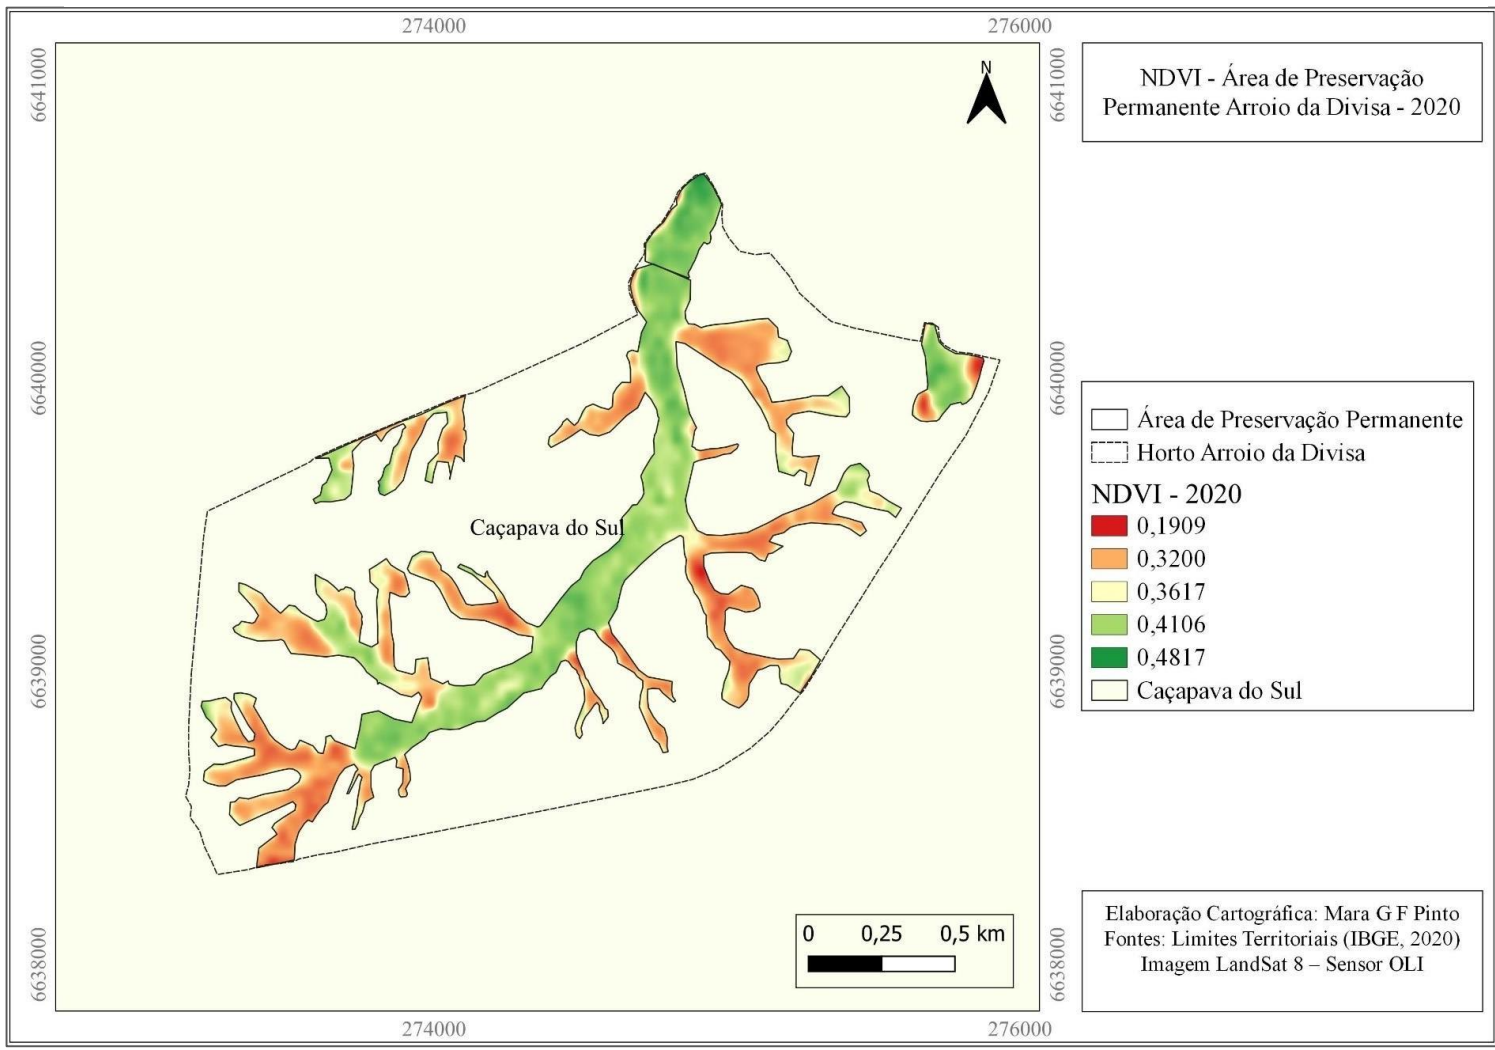 274000
276000
6641000
6641000
N
NDVI - Área de Preservação
Permanente Arroio da Divisa - 2020
6640000
6640000
Área de Preservação Permanente
Horto Arroio da Divisa
NDVI - 2020
0,1909
0,3200
0,3617
0,4106
0,4817
Caçapava do Sul
Caçapava do Sul
6639000
6639000
0 0,25 0,5 km
6638000
6638000
Elaboração Cartográfica: Mara G F Pinto
Fontes: Limites Territoriais (IBGE, 2020)
Imagem LandSat 8 – Sensor OLI
274000
276000